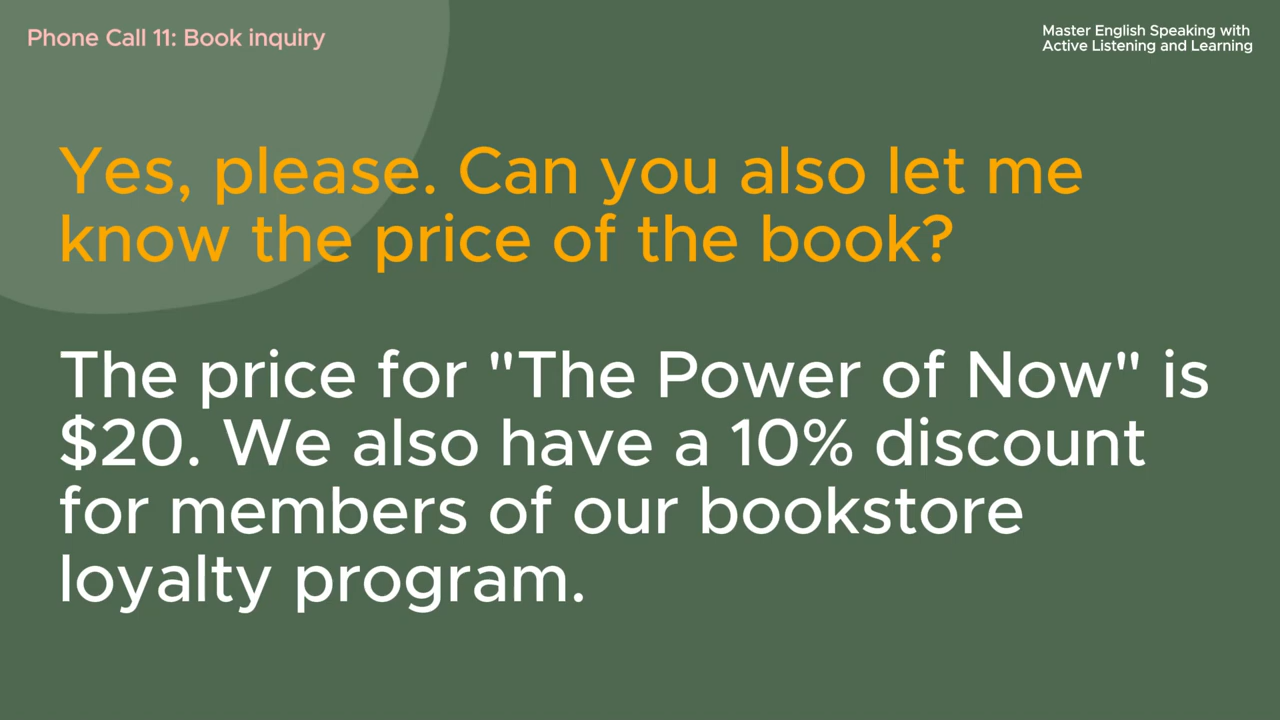 Phone Call 11: Book inquiry
Master English Speaking with
Active Listening and Learning
Yes, please. Can you also let me
know the price of the book?
The price for "The Power of Now" is
$20. We also have a 10% discount
for members of our bookstore
loyalty program.